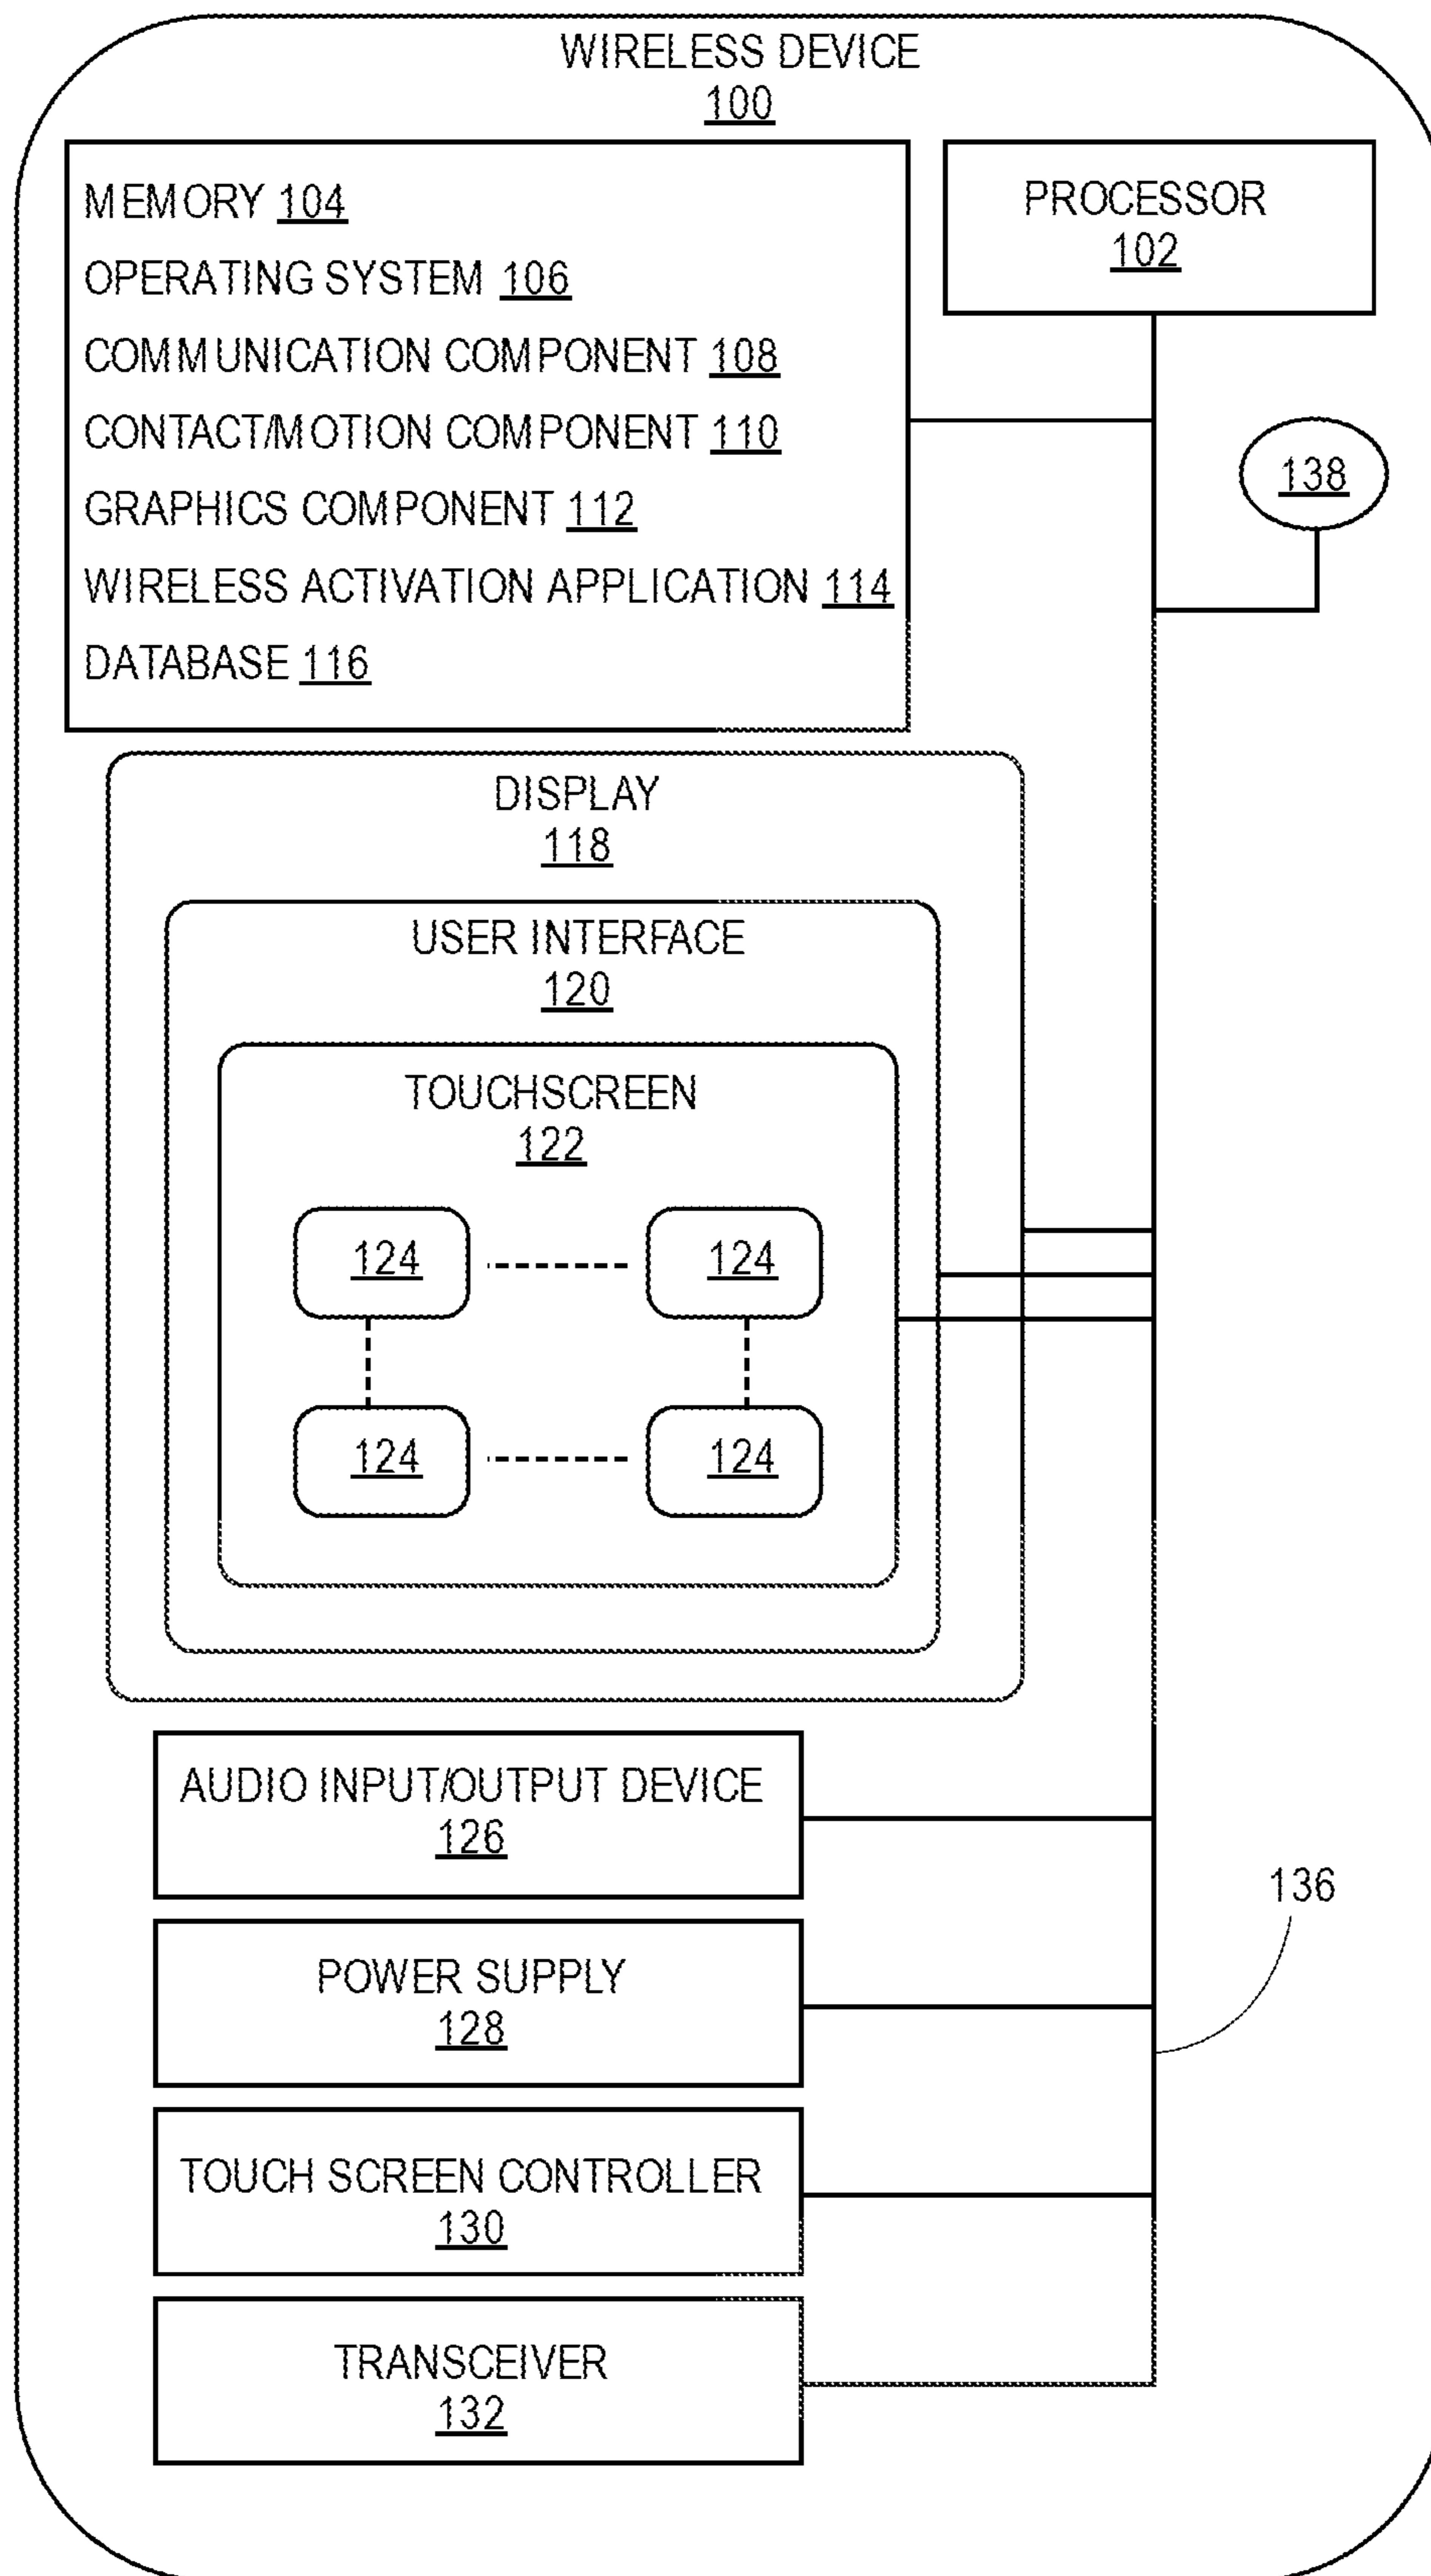 WIRELESS DEVICE
100
MEMORY 104
OPERATING SYSTEM 106
COMMUNICATION COMPONENT 108
CONTACT/MOTION COMPONENT 110
GRAPHICS COMPONENT 112
WIRELESS ACTIVATION APPLICATION 114
DATABASE 116
PROCESSOR
102
138
DISPLAY
118
USER INTERFACE
120
TOUCHSCREEN
122
124 124
124 124
AUDIO INPUT/OUTPUT DEVICE
126
136
POWER SUPPLY
128
TOUCH SCREEN CONTROLLER
130
TRANSCEIVER
132